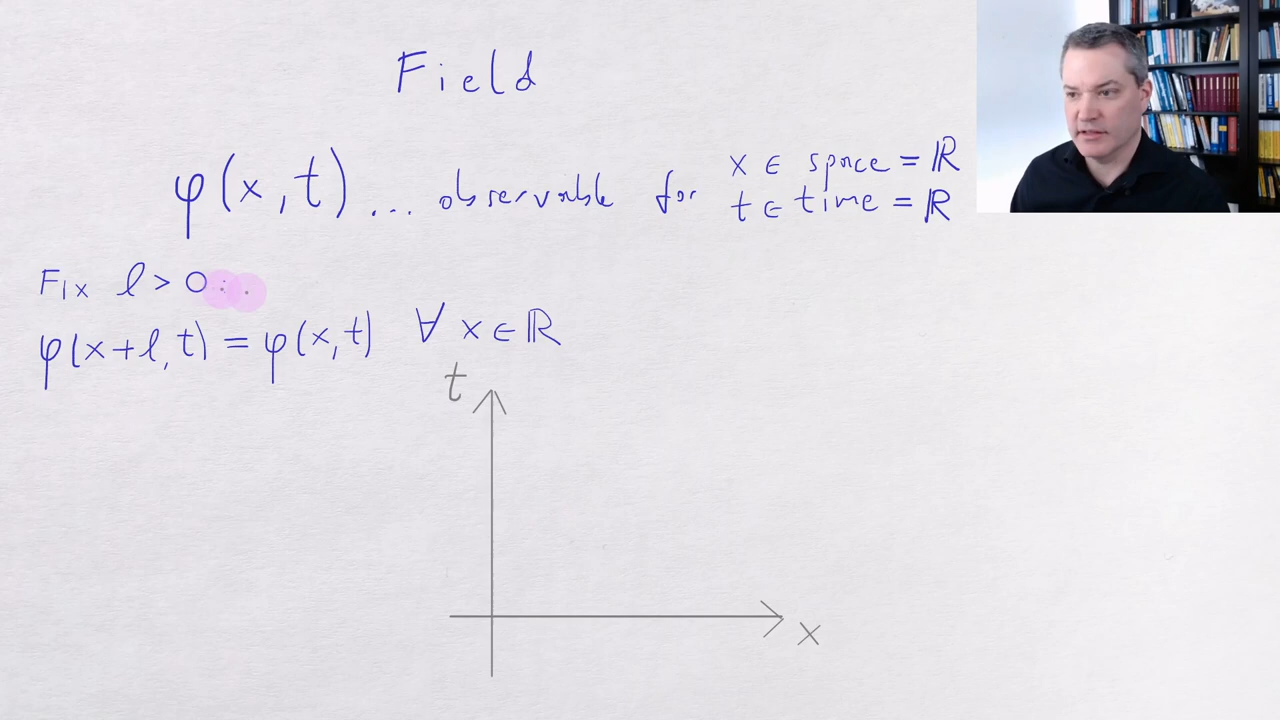 Field
φ(x,t)... observable for x ∈ space = ℝ
t ∈ time = ℝ
Fix l > 0:.
φ(x+l,t) = φ(x,t) ∀ x ∈ ℝ
t
x